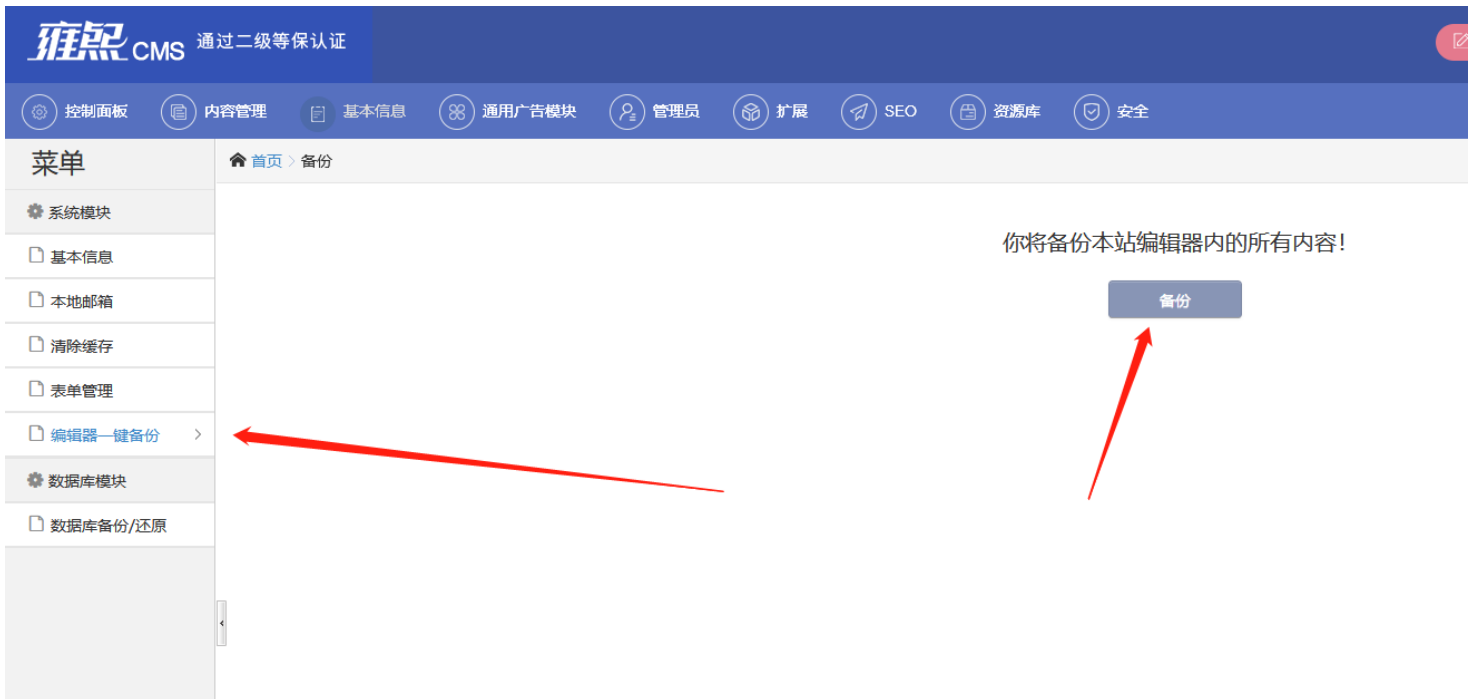 雍熙CMS 通过二级等保认证
控制面板 内容管理 基本信息 通用广告模块 管理员 扩展 SEO 资源库 安全
菜单
首页 > 备份
系统模块
你将备份本站编辑器内的所有内容!
基本信息
备份
本地邮箱
清除缓存
表单管理
编辑器一键备份 >
数据库模块
数据库备份/还原